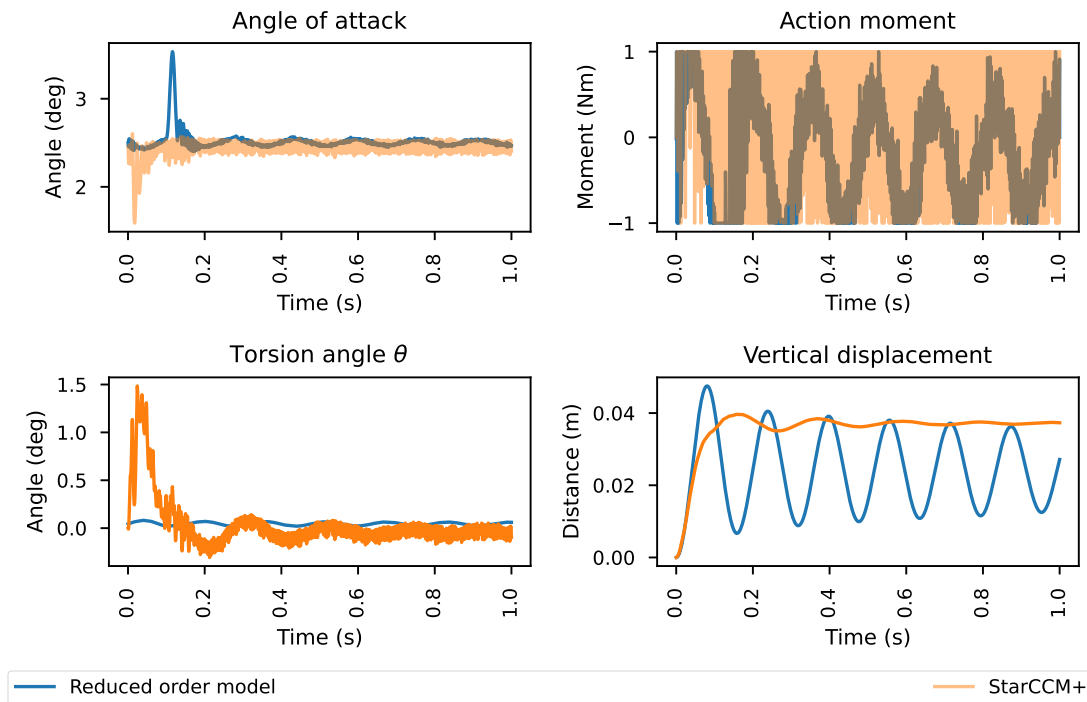 Angle of attack
Angle (deg)
3
2
0.0 0.2 0.4 0.6 0.8 1.0
Time (s)
Action moment
Moment (Nm)
1
0
−1
0.0 0.2 0.4 0.6 0.8 1.0
Time (s)
Torsion angle θ
Angle (deg)
1.5
1.0
0.5
0.0
0.0 0.2 0.4 0.6 0.8 1.0
Time (s)
Vertical displacement
Distance (m)
0.04
0.02
0.00
0.0 0.2 0.4 0.6 0.8 1.0
Time (s)
Reduced order model
StarCCM+